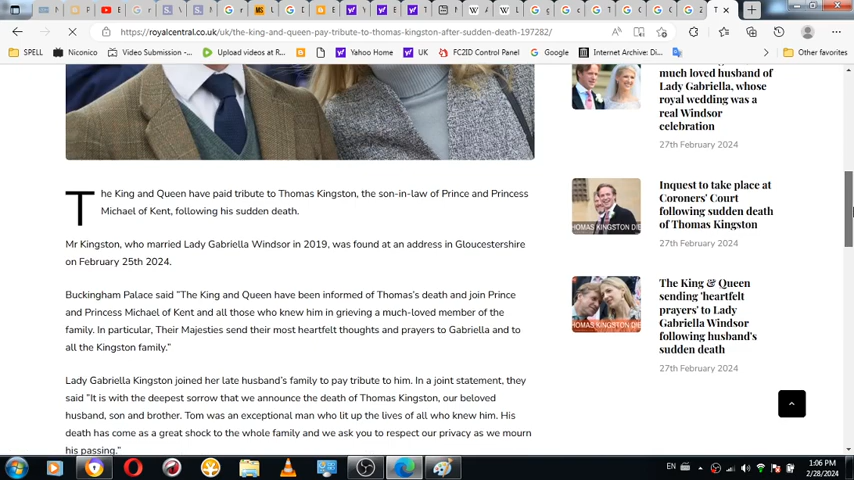 https://royalcentral.co.uk/uk/the-king-and-queen-pay-tribute-to-thomas-kingston-after-sudden-death-197282/
SPELL
Niconico
Video Submission -...
Upload videos at R...
Yahoo Home
UK
FC2ID Control Panel
Google
Internet Archive: Di...
Other favorites
The King and Queen have paid tribute to Thomas Kingston, the son-in-law of Prince and Princess
Michael of Kent, following his sudden death.
Mr Kingston, who married Lady Gabriella Windsor in 2019, was found at an address in Gloucestershire
on February 25th 2024.
Buckingham Palace said “The King and Queen have been informed of Thomas’s death and join Prince
and Princess Michael of Kent and all those who knew him in grieving a much-loved member of the
family. In particular, Their Majesties send their most heartfelt thoughts and prayers to Gabriella and to
all the Kingston family.”
Lady Gabriella Kingston joined her late husband’s family to pay tribute to him. In a joint statement, they
said “It is with the deepest sorrow that we announce the death of Thomas Kingston, our beloved
husband, son and brother. Tom was an exceptional man who lit up the lives of all who knew him. His
death has come as a great shock to the whole family and we ask you to respect our privacy as we mourn
his passing.”
much loved husband of
Lady Gabriella, whose
royal wedding was a
real Windsor
celebration
27th February 2024
Inquest to take place at
Coroners' Court
following sudden death
of Thomas Kingston
27th February 2024
THOMAS KINGSTON DIE
The King & Queen
sending 'heartfelt
prayers' to Lady
Gabriella Windsor
following husband's
sudden death
27th February 2024
THOMAS KINGSTON DIE
EN
1:06 PM
2/28/2024